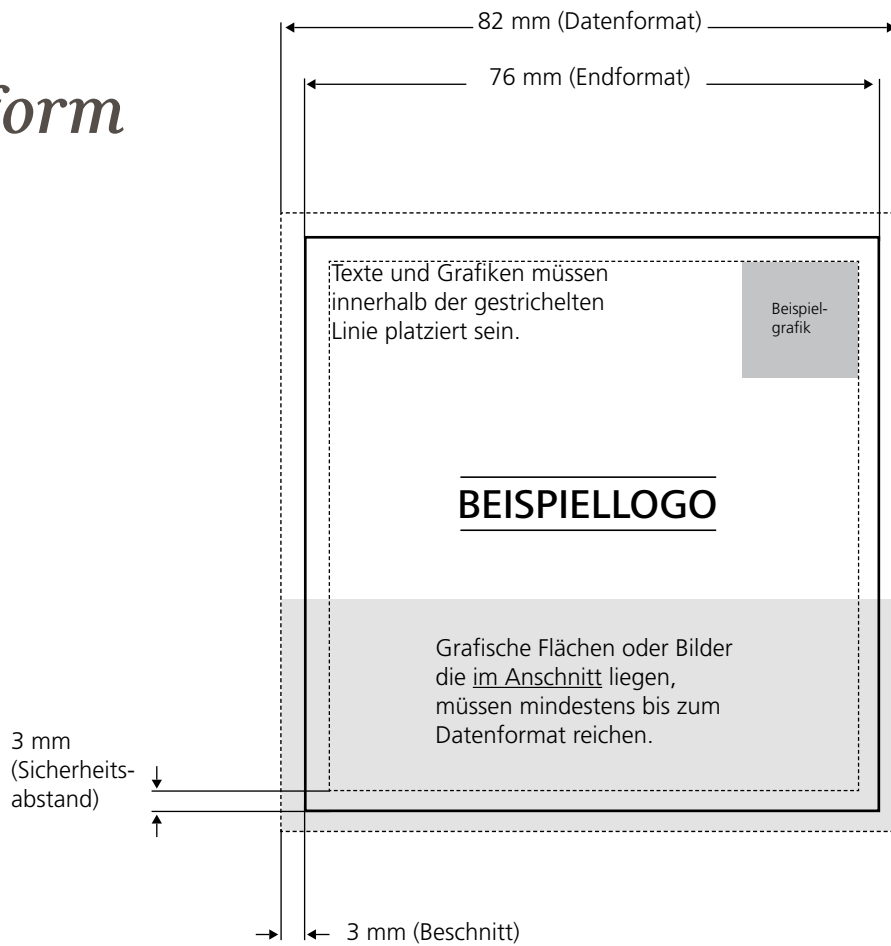 82 mm (Datenformat)
76 mm (Endformat)
form
Texte und Grafiken müssen
innerhalb der gestrichelten
Linie platziert sein.
Beispiel-
grafik
BEISPIELLOGO
Grafische Flächen oder Bilder
die im Anschnitt liegen,
müssen mindestens bis zum
Datenformat reichen.
3 mm
(Sicherheits-
abstand)
3 mm (Beschnitt)